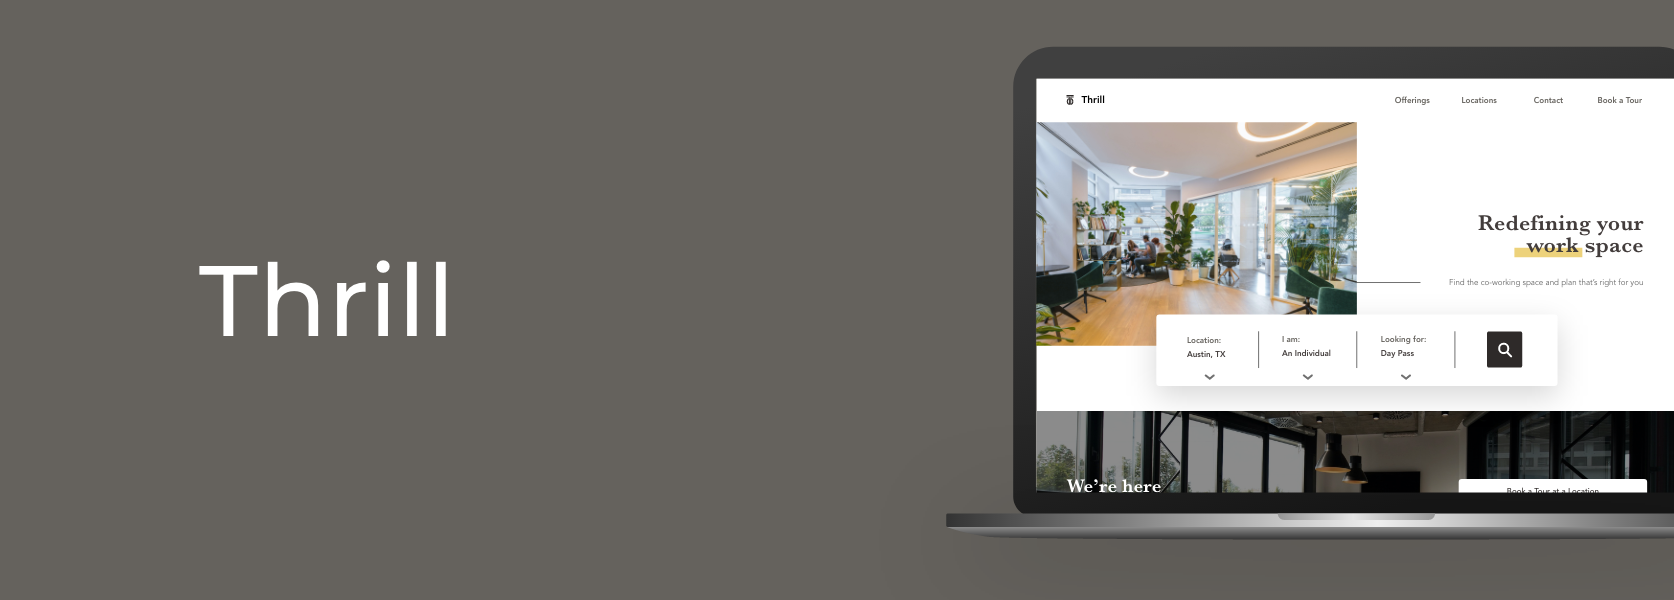 Thrill
Thrill
Offerings
Locations
Contact
Book a Tour
Redefining your
work space
Find the co-working space and plan that's right for you
Location:
Austin, TX
I am:
An Individual
Looking for:
Day Pass
We're here
Book a Tour at a Location